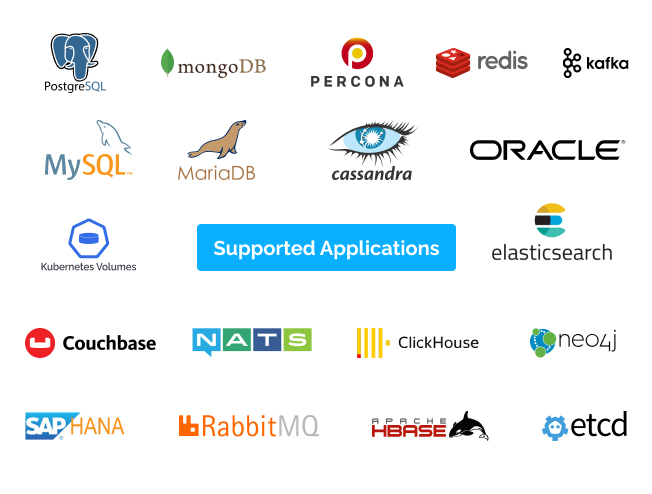 PostgreSQL
mongoDB
PERCONA
redis
kafka
MySQL™
MariaDB
cassandra
ORACLE®
Kubernetes Volumes
Supported Applications
elasticsearch
Couchbase
NATS
ClickHouse
neo4j
SAP® HANA
RabbitMQ
APACHE
HBASE
etcd